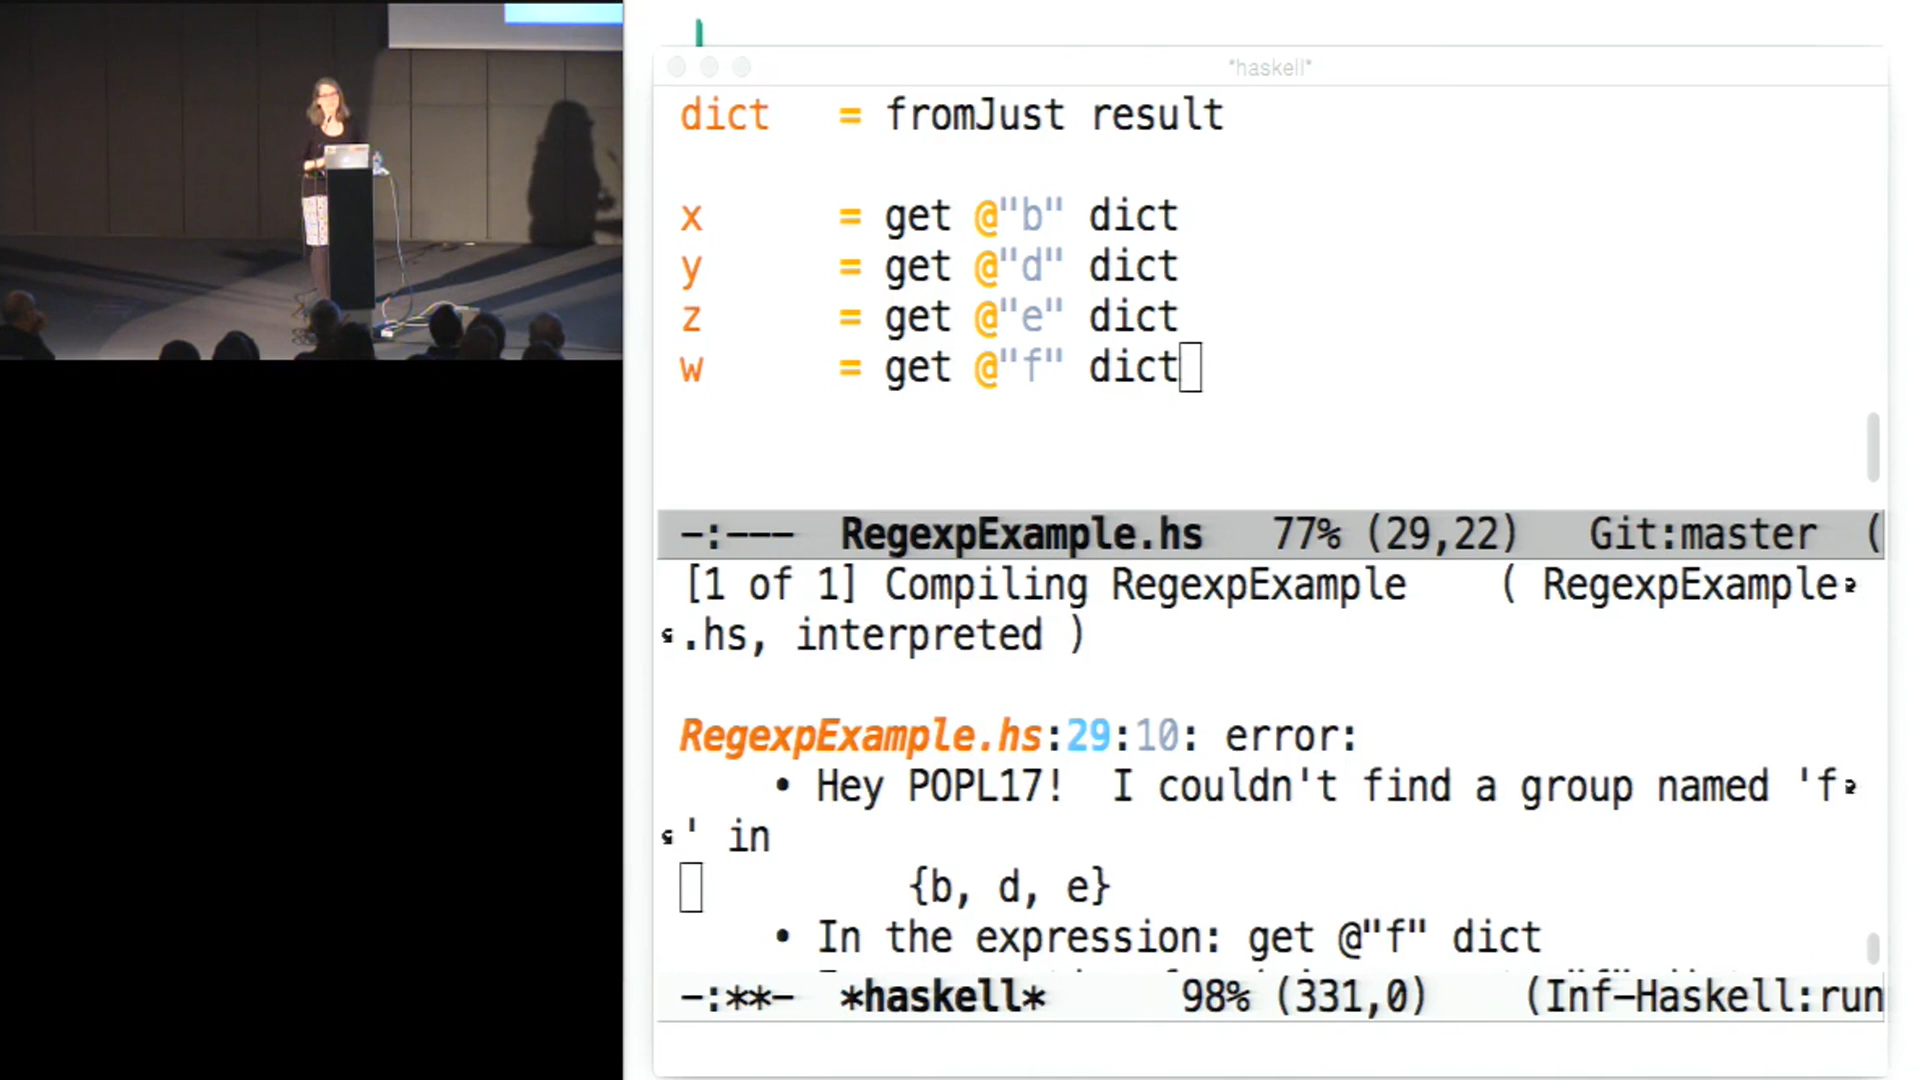 *haskell*
dict = fromJust result
x = get @"b" dict
y = get @"d" dict
z = get @"e" dict
w = get @"f" dict
-:--- RegexpExample.hs 77% (29,22) Git:master (
[1 of 1] Compiling RegexpExample ( RegexpExample
.hs, interpreted )
RegexpExample.hs:29:10: error:
• Hey POPL17! I couldn't find a group named 'f
' in
{b, d, e}
• In the expression: get @"f" dict
-:**- *haskell* 98% (331,0) (Inf-Haskell:run